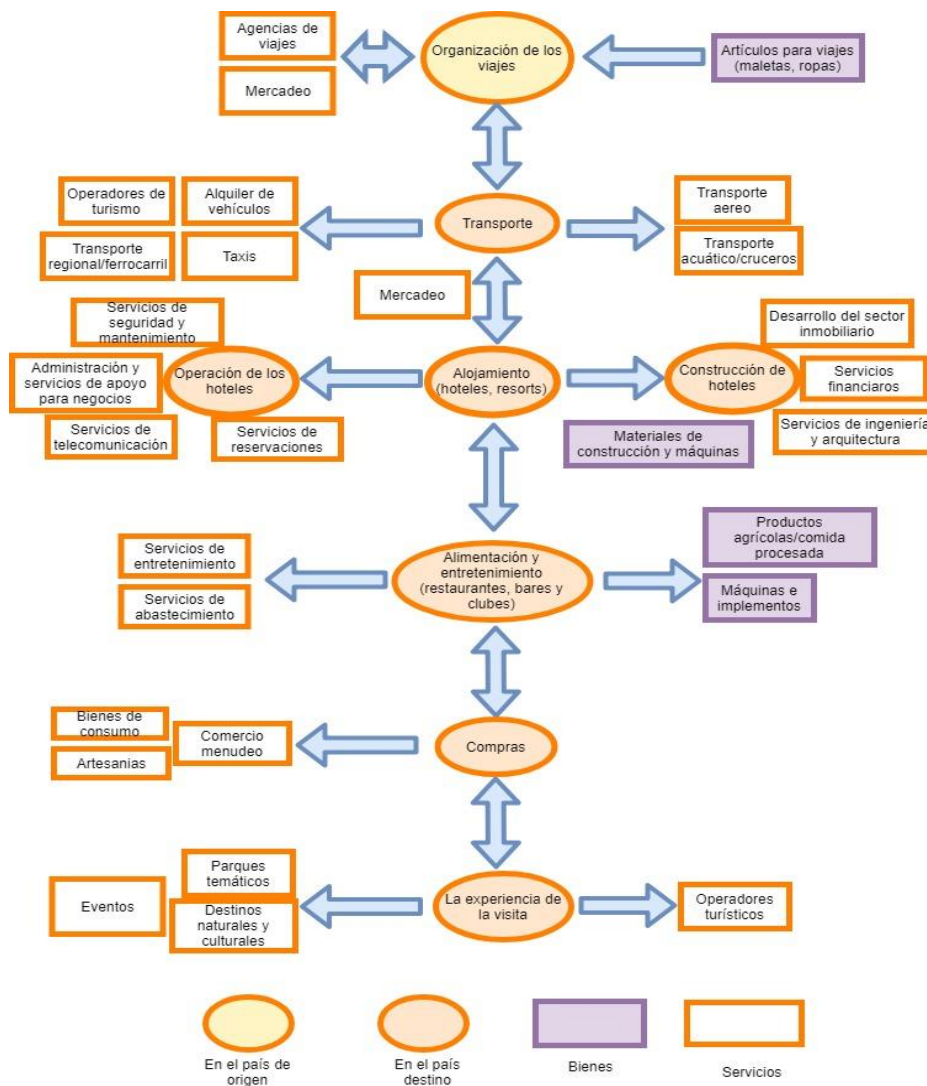 Agencias de
viajes
Mercadeo
Organización de los
viajes
Artículos para viajes
(maletas, ropas)
Operadores de
turismo
Alquiler de
vehículos
Transporte
regional/ferrocarril
Taxis
Transporte
Transporte
aereo
Transporte
acuático/cruceros
Mercadeo
Servicios de
seguridad y
mantenimiento
Administración y
servicios de apoyo
para negocios
Operación de los
hoteles
Servicios de
telecomunicación
Servicios de
reservaciones
Alojamiento
(hoteles, resorts)
Desarrollo del sector
inmobiliario
Construcción de
hoteles
Servicios
financiaros
Materiales de
construcción y máquinas
Servicios de ingeniería
y arquitectura
Servicios de
entretenimiento
Servicios de
abastecimiento
Alimentación y
entretenimiento
(restaurantes, bares y
clubes)
Productos
agrícolas/comida
procesada
Máquinas e
implementos
Bienes de
consumo
Artesanias
Comercio
menudeo
Compras
Eventos
Parques
temáticos
Destinos
naturales y
culturales
La experiencia de
la visita
Operadores
turísticos
En el país de
origen
En el país
destino
Bienes
Servicios